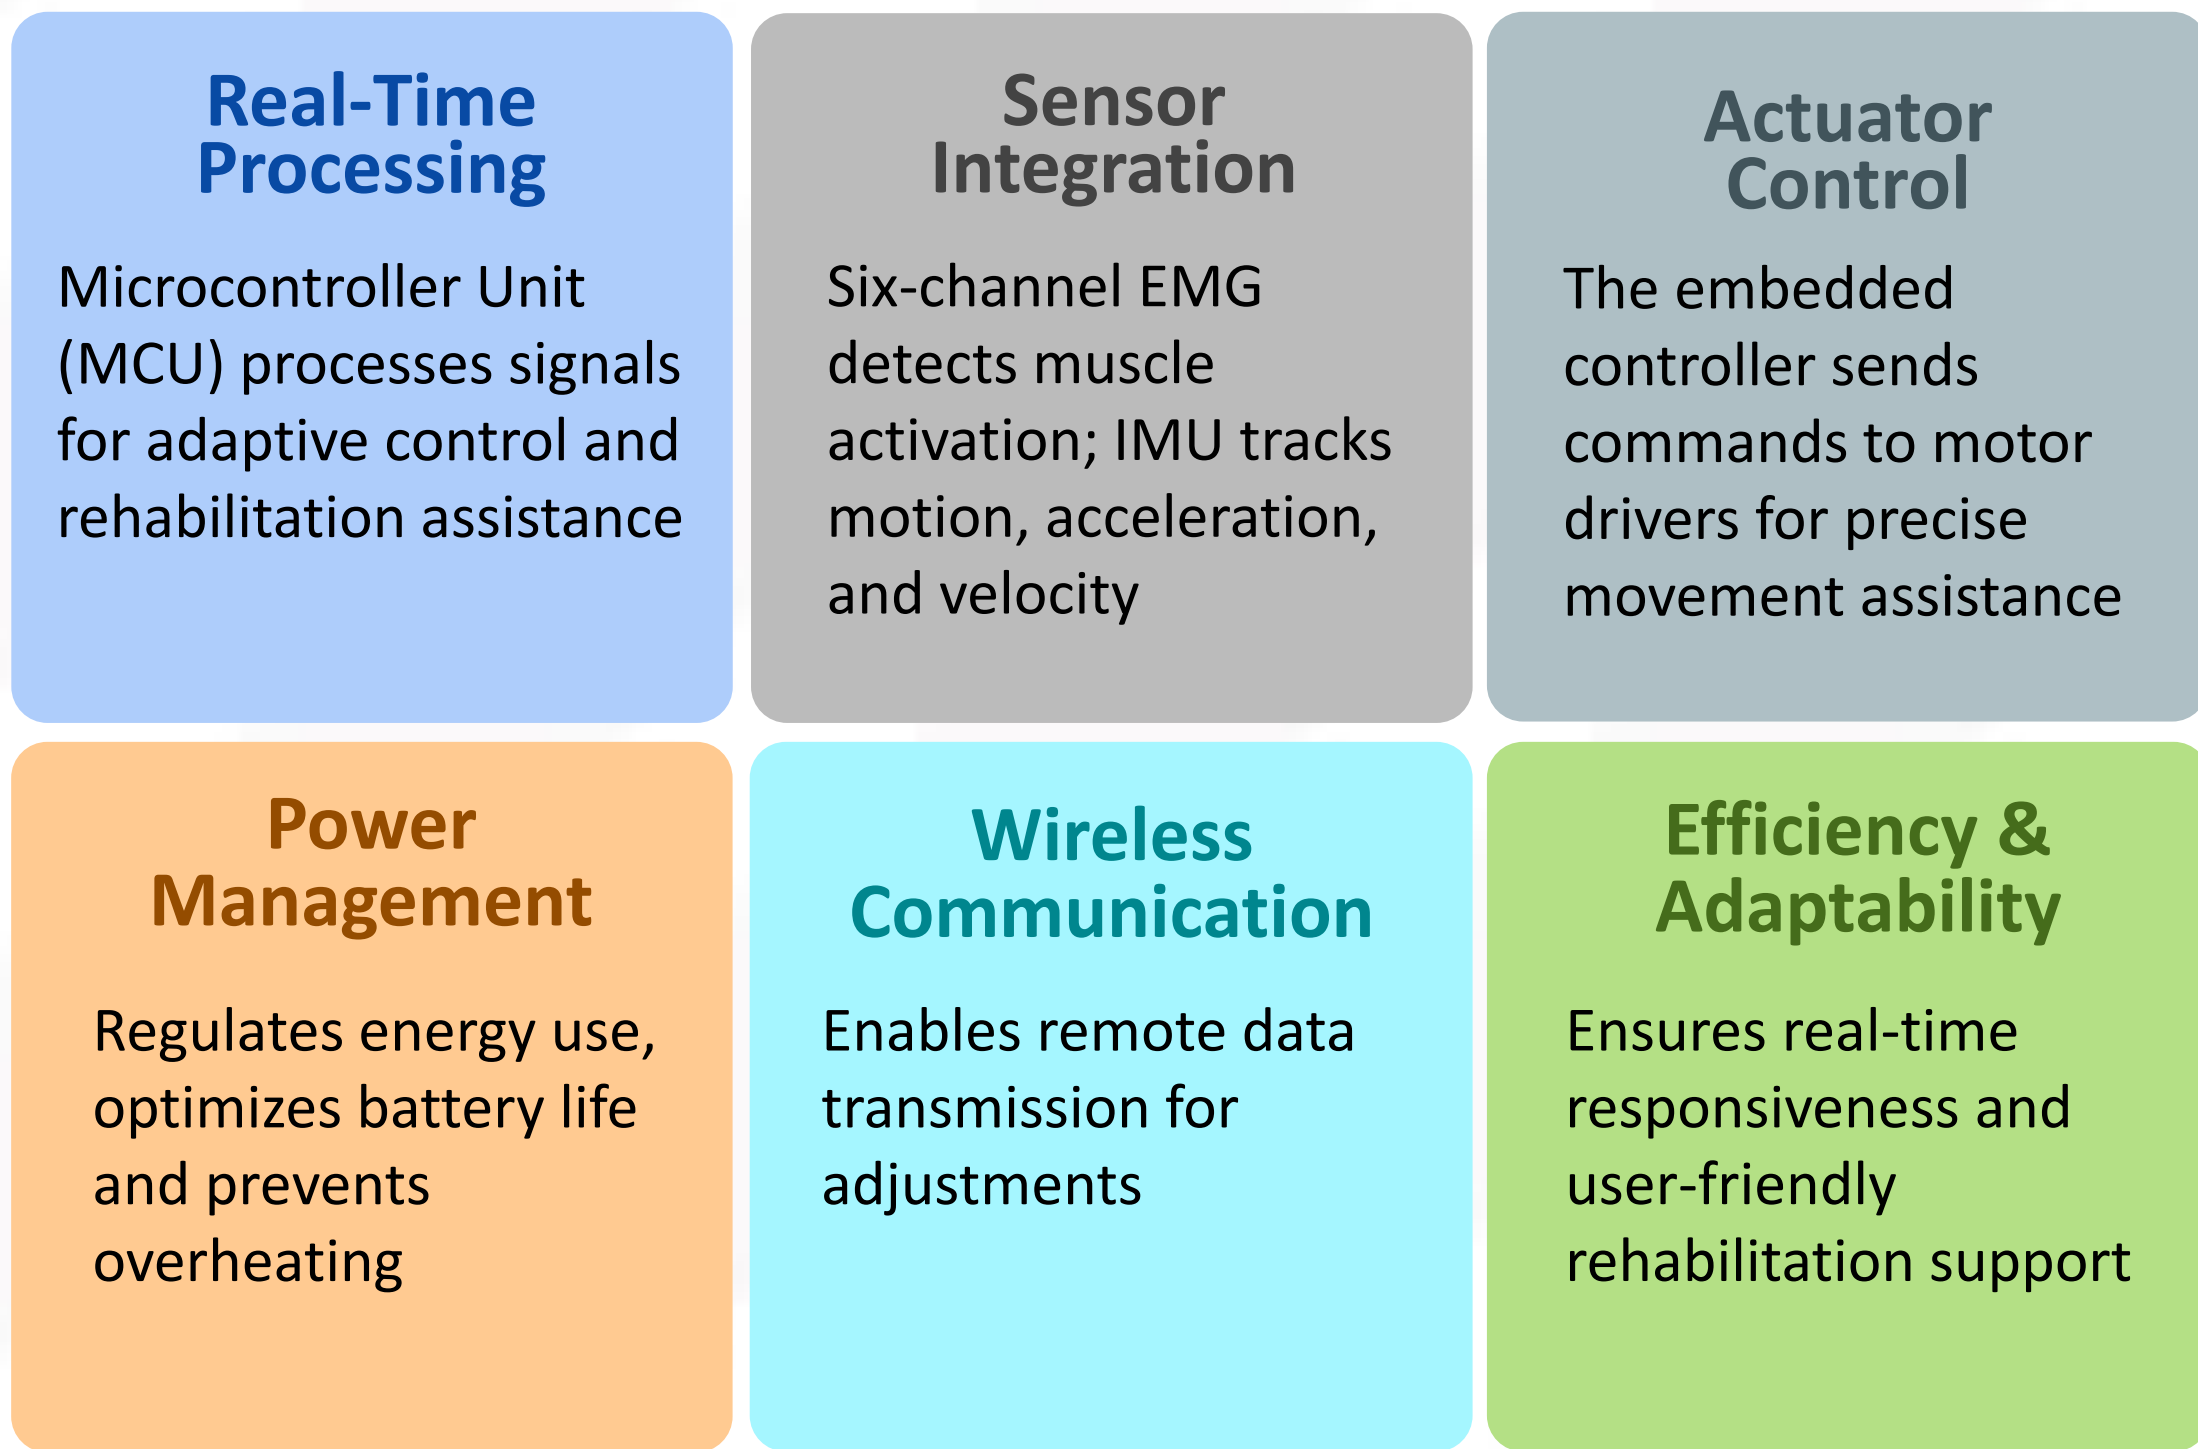 Real-Time
Processing
Microcontroller Unit
(MCU) processes signals
for adaptive control and
rehabilitation assistance
Sensor
Integration
Six-channel EMG
detects muscle
activation; IMU tracks
motion, acceleration,
and velocity
Actuator
Control
The embedded
controller sends
commands to motor
drivers for precise
movement assistance
Power
Management
Regulates energy use,
optimizes battery life
and prevents
overheating
Wireless
Communication
Enables remote data
transmission for
adjustments
Efficiency &
Adaptability
Ensures real-time
responsiveness and
user-friendly
rehabilitation support